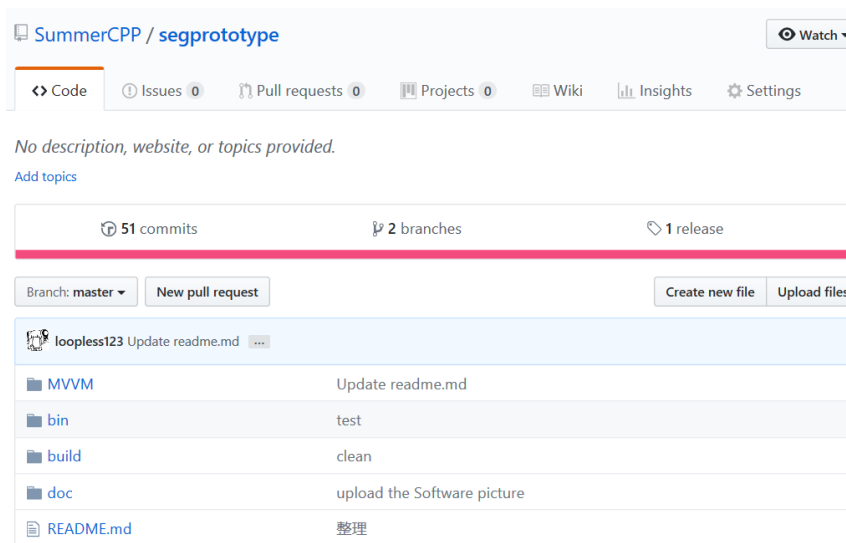 SummerCPP / segprototype
Watch
Code Issues 0 Pull requests 0 Projects 0 Wiki Insights Settings
No description, website, or topics provided.
Add topics
51 commits 2 branches 1 release
Branch: master New pull request Create new file Upload files
loopless123 Update readme.md ...
MVVM Update readme.md
bin test
build clean
doc upload the Software picture
README.md 整理